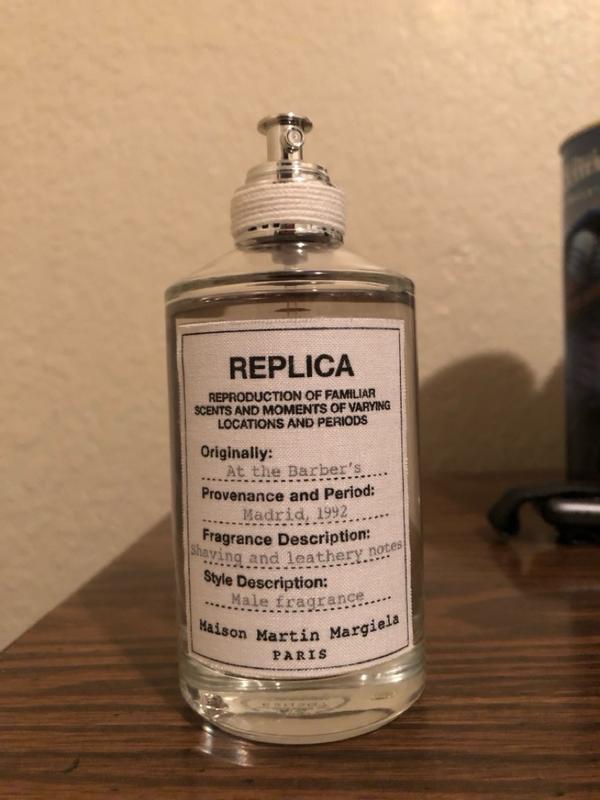 REPLICA
REPRODUCTION OF FAMILIAR
SCENTS AND MOMENTS OF VARYING
LOCATIONS AND PERIODS
Originally:
At the Barber's
Provenance and Period:
Madrid, 1992
Fragrance Description:
Shaving and leathery notes
Style Description:
Male fragrance
Maison Martin Margiela
PARIS